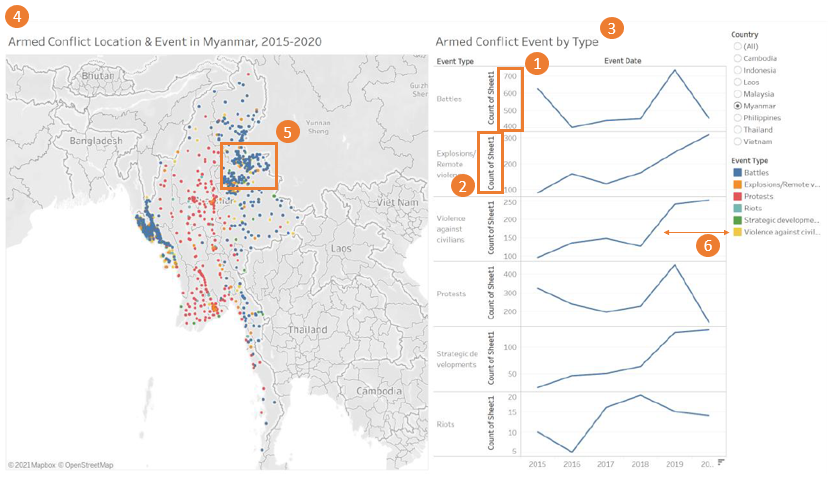 4
3
Armed Conflict Location & Event in Myanmar, 2015-2020
Armed Conflict Event by Type
Event Type
Event Date
1
Battles
Count of Sheet1
700
600
500
400
2
Explosions/
Remote
violen
Count of Sheet1
300
100
Violence
against
civilians
Count of Sheet1
250
200
150
100
6
Protests
Count of Sheet1
400
300
200
Strategic de
velopments
Count of Sheet1
100
50
Riots
Count of Sheet1
20
15
10
5
2015
2016
2017
2018
2019
20..
Country
(All)
Cambodia
Indonesia
Laos
Malaysia
Myanmar
Philippines
Thailand
Vietnam
Event Type
Battles
Explosions/Remote v...
Protests
Riots
Strategic developme...
Violence against civil...
Bhutan
Bangladesh
Yunnan
Sheng
5
Viet Nam
Laos
Thailand
Cambodia
© 2021 Mapbox © OpenStreetMap